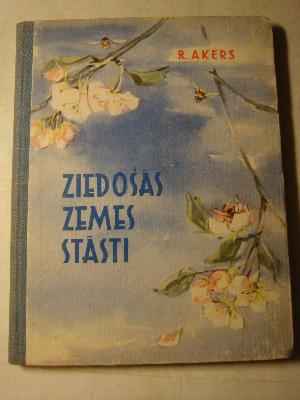 R. AKERS
ZIEDOŠĀS
ZEMES
STĀSTI